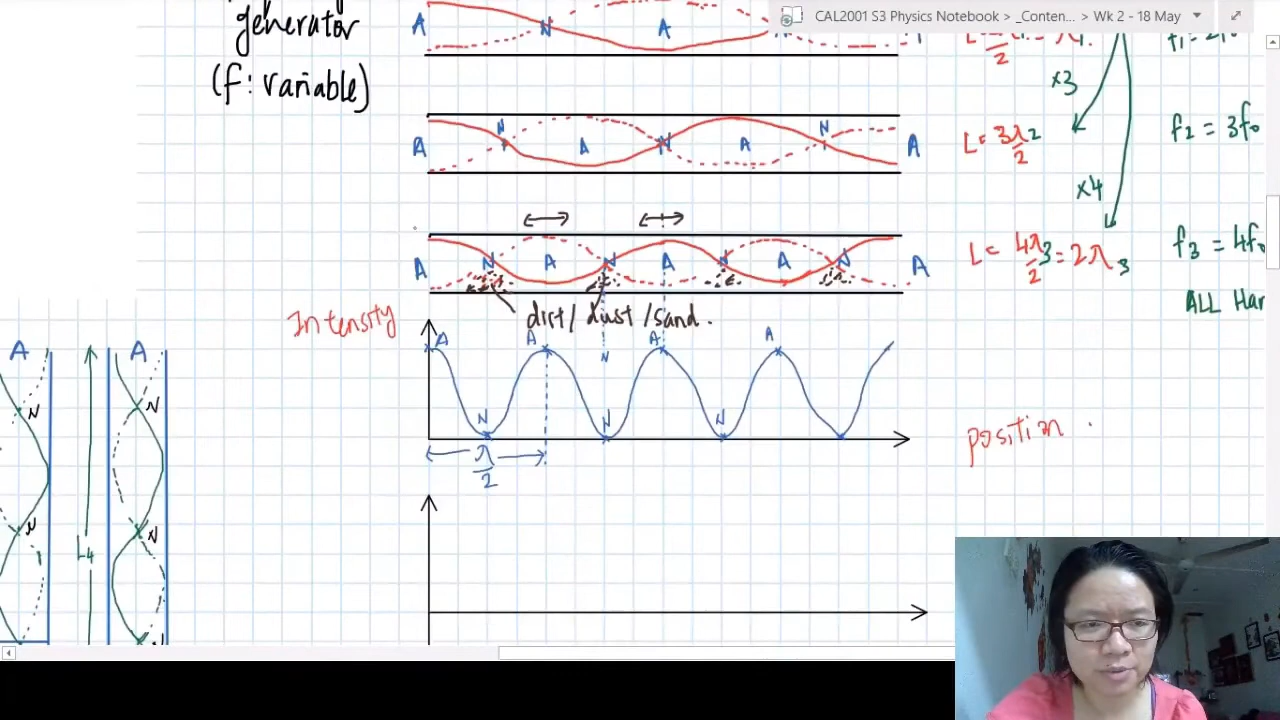 CAL2001 S3 Physics Notebook > _Conten... > Wk 2 - 18 May
generator
(f: variable)
A N A
×3
A N A N A N A
L = 3λ2
2
f2 = 3f0
×4
A N A N A N A N A
L = 4λ3 = 2λ3
2
f3 = 4f0
ALL Har
Intensity
dirt/ dust /sand.
A A N A A
N N N
λ
2
position
A A
N N
N N
L4